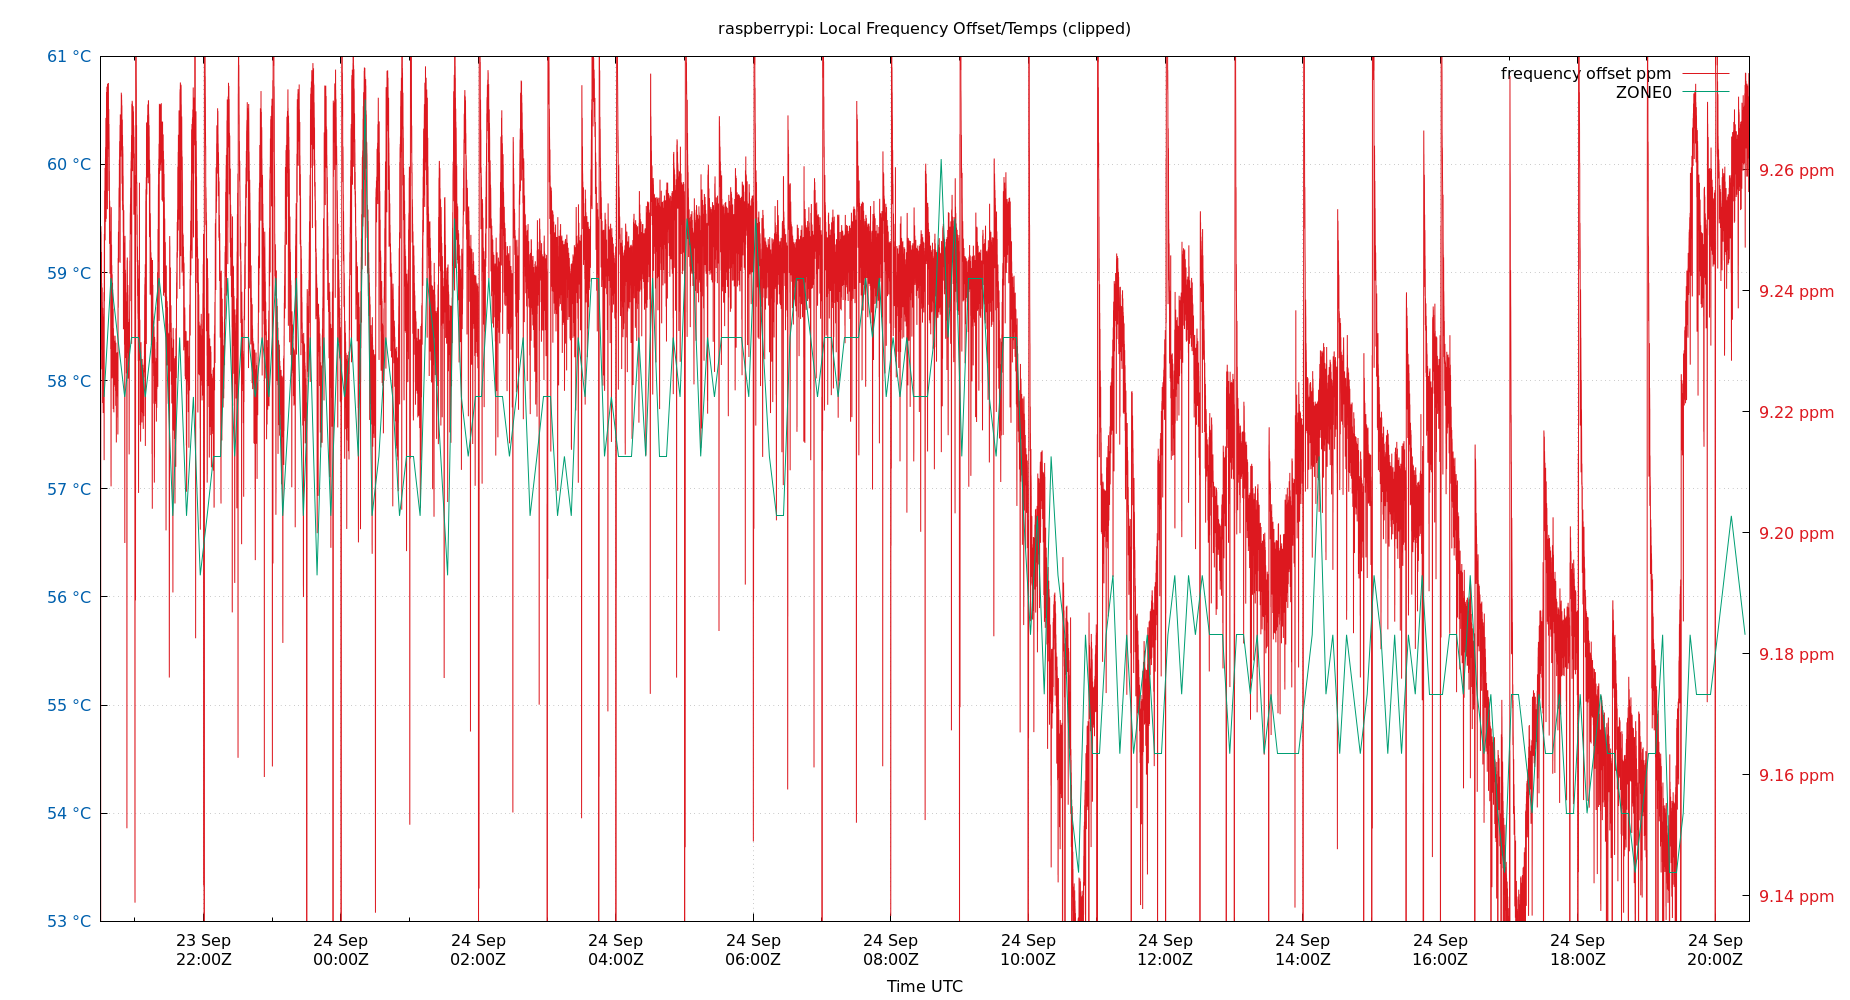 raspberrypi: Local Frequency Offset/Temps (clipped)
frequency offset ppm
ZONE0
61 °C
60 °C
59 °C
58 °C
57 °C
56 °C
55 °C
54 °C
53 °C
9.26 ppm
9.24 ppm
9.22 ppm
9.20 ppm
9.18 ppm
9.16 ppm
9.14 ppm
23 Sep 24 Sep 24 Sep 24 Sep 24 Sep 24 Sep 24 Sep 24 Sep 24 Sep 24 Sep 24 Sep 24 Sep
22:00Z 00:00Z 02:00Z 04:00Z 06:00Z 08:00Z 10:00Z 12:00Z 14:00Z 16:00Z 18:00Z 20:00Z
Time UTC